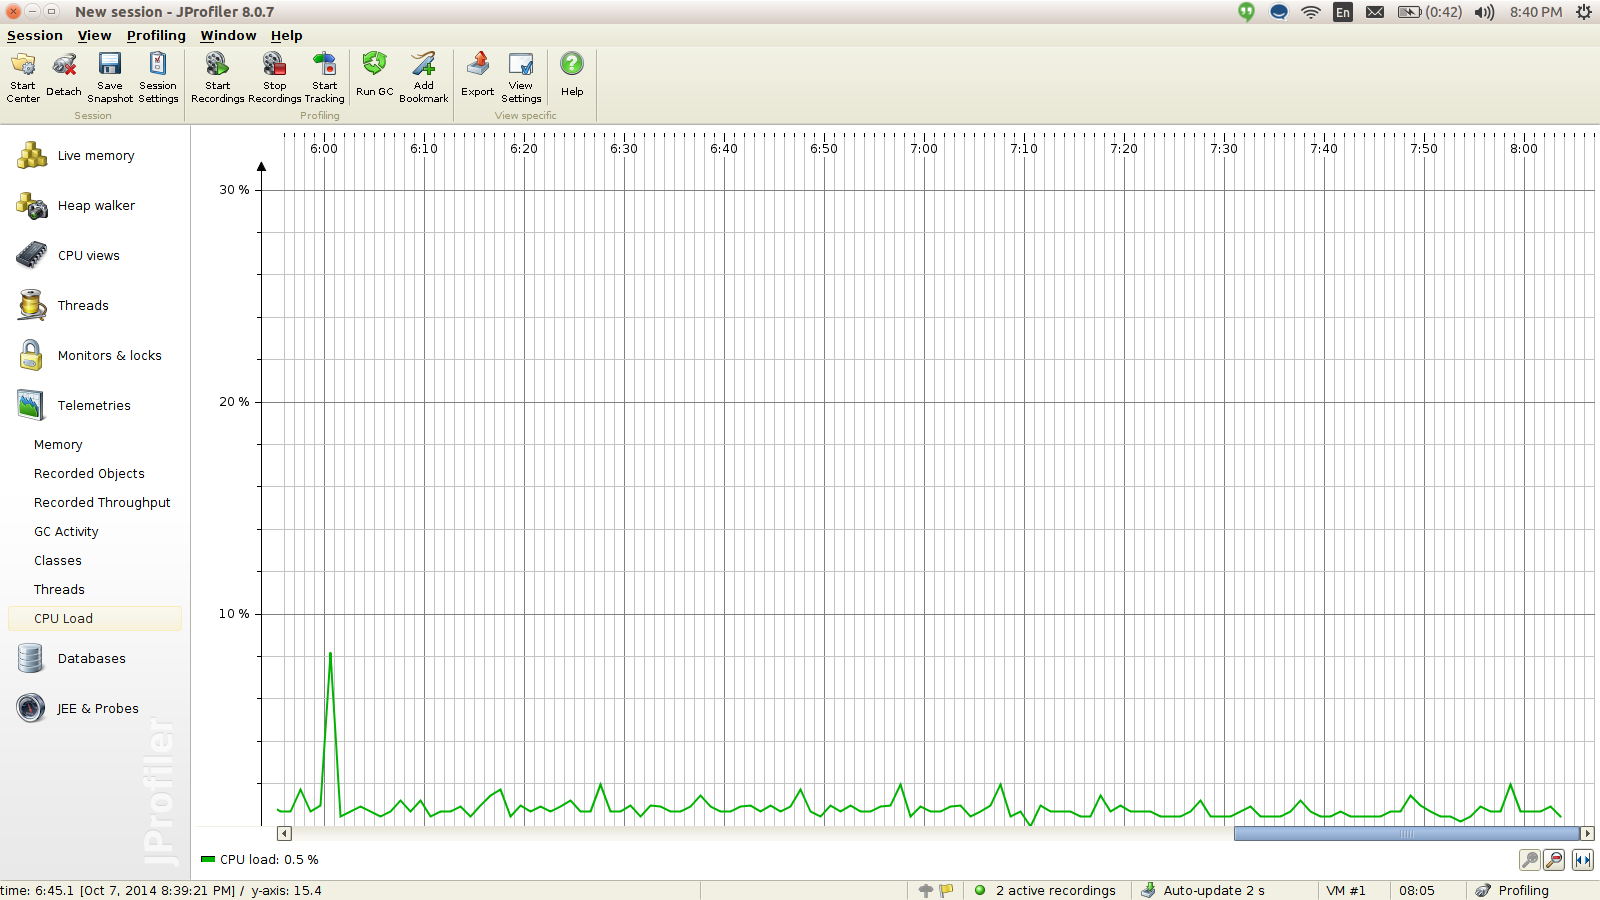 New session - JProfiler 8.0.7
En
(0:42)
8:40 PM
Session View Profiling Window Help
Start Center
Detach
Save Snapshot
Session Settings
Start Recordings
Stop Recordings
Start Tracking
Run GC
Add Bookmark
Export
View Settings
Help
Session
Profiling
View specific
Live memory
Heap walker
CPU views
Threads
Monitors & locks
Telemetries
Memory
Recorded Objects
Recorded Throughput
GC Activity
Classes
Threads
CPU Load
Databases
JEE & Probes
JProfiler
6:00 6:10 6:20 6:30 6:40 6:50 7:00 7:10 7:20 7:30 7:40 7:50 8:00
30 %
20 %
10 %
CPU load: 0.5 %
time: 6:45.1 [Oct 7, 2014 8:39:21 PM] / y-axis: 15.4
2 active recordings
Auto-update 2 s
VM #1
08:05
Profiling